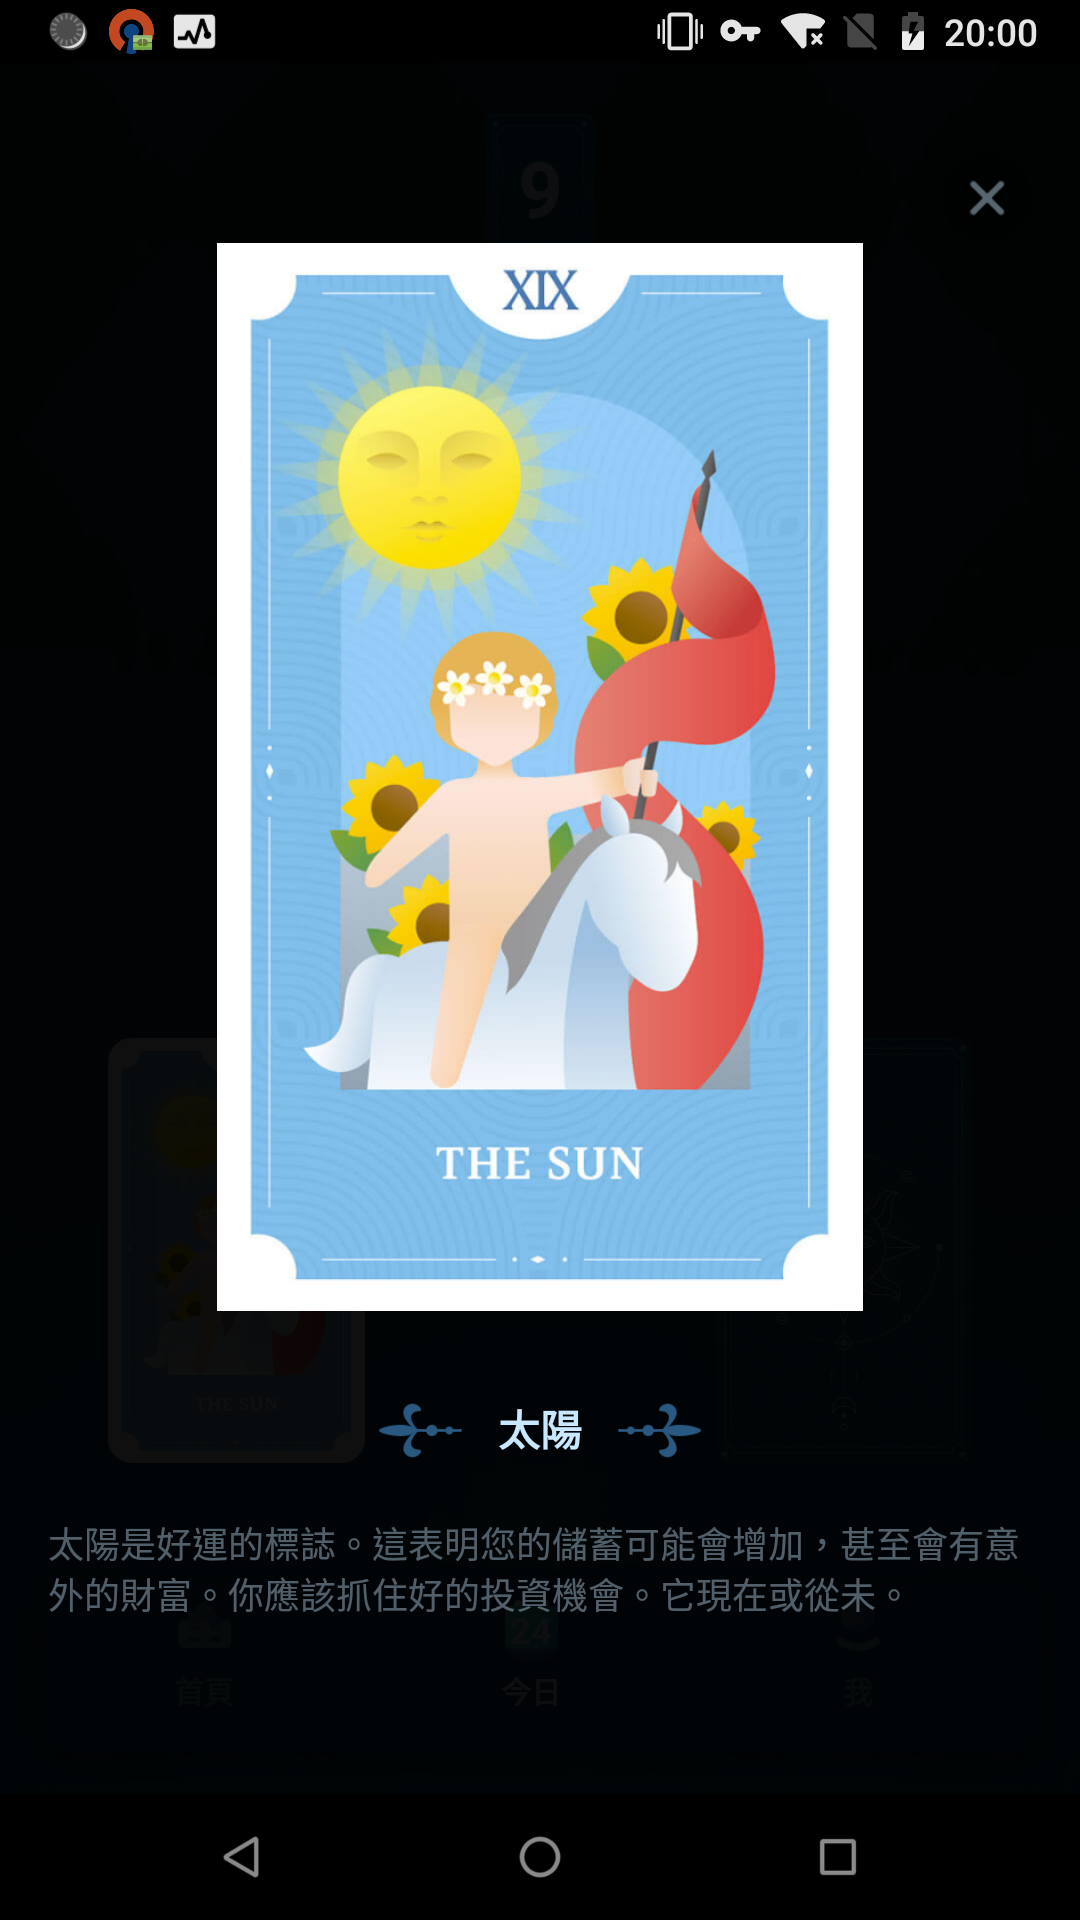 20:00
9
XIX
THE SUN
THE SUN
太陽
太陽是好運的標誌。這表明您的儲蓄可能會增加，甚至會有意
外的財富。你應該抓住好的投資機會。它現在或從未。
24
首頁
今日
我